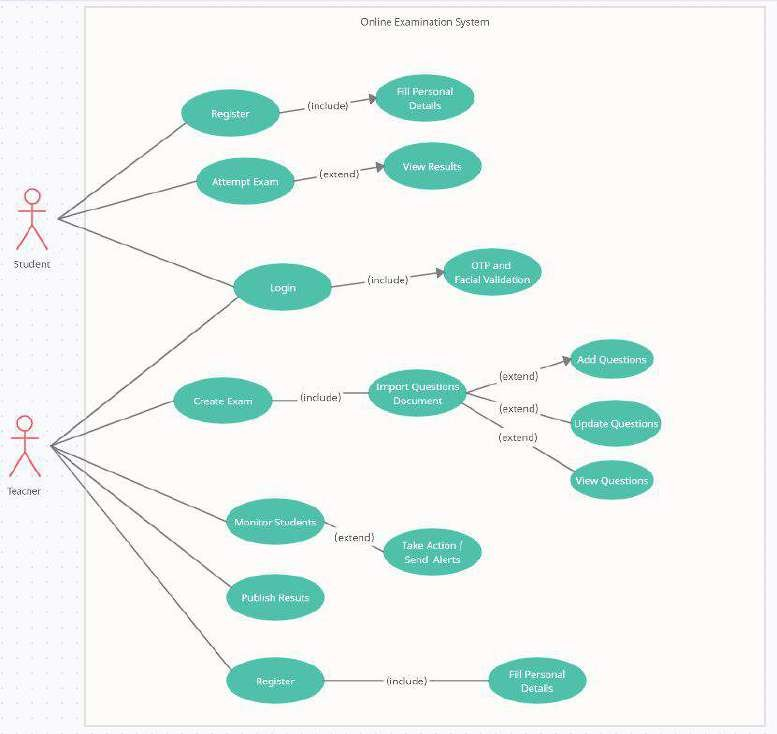 Online Examination System
Register
(include)
Fill Personal
Details
Attempt Exam
(extend)
View Results
Student
Login
(include)
OTP and
Facial Validation
Create Exam
(include)
Import Questions
Document
(extend)
Add Questions
(extend)
Update Questions
(extend)
View Questions
Teacher
Monitor Students
(extend)
Take Action /
Send Alerts
Publish Resuts
Register
(include)
Fill Personal
Details